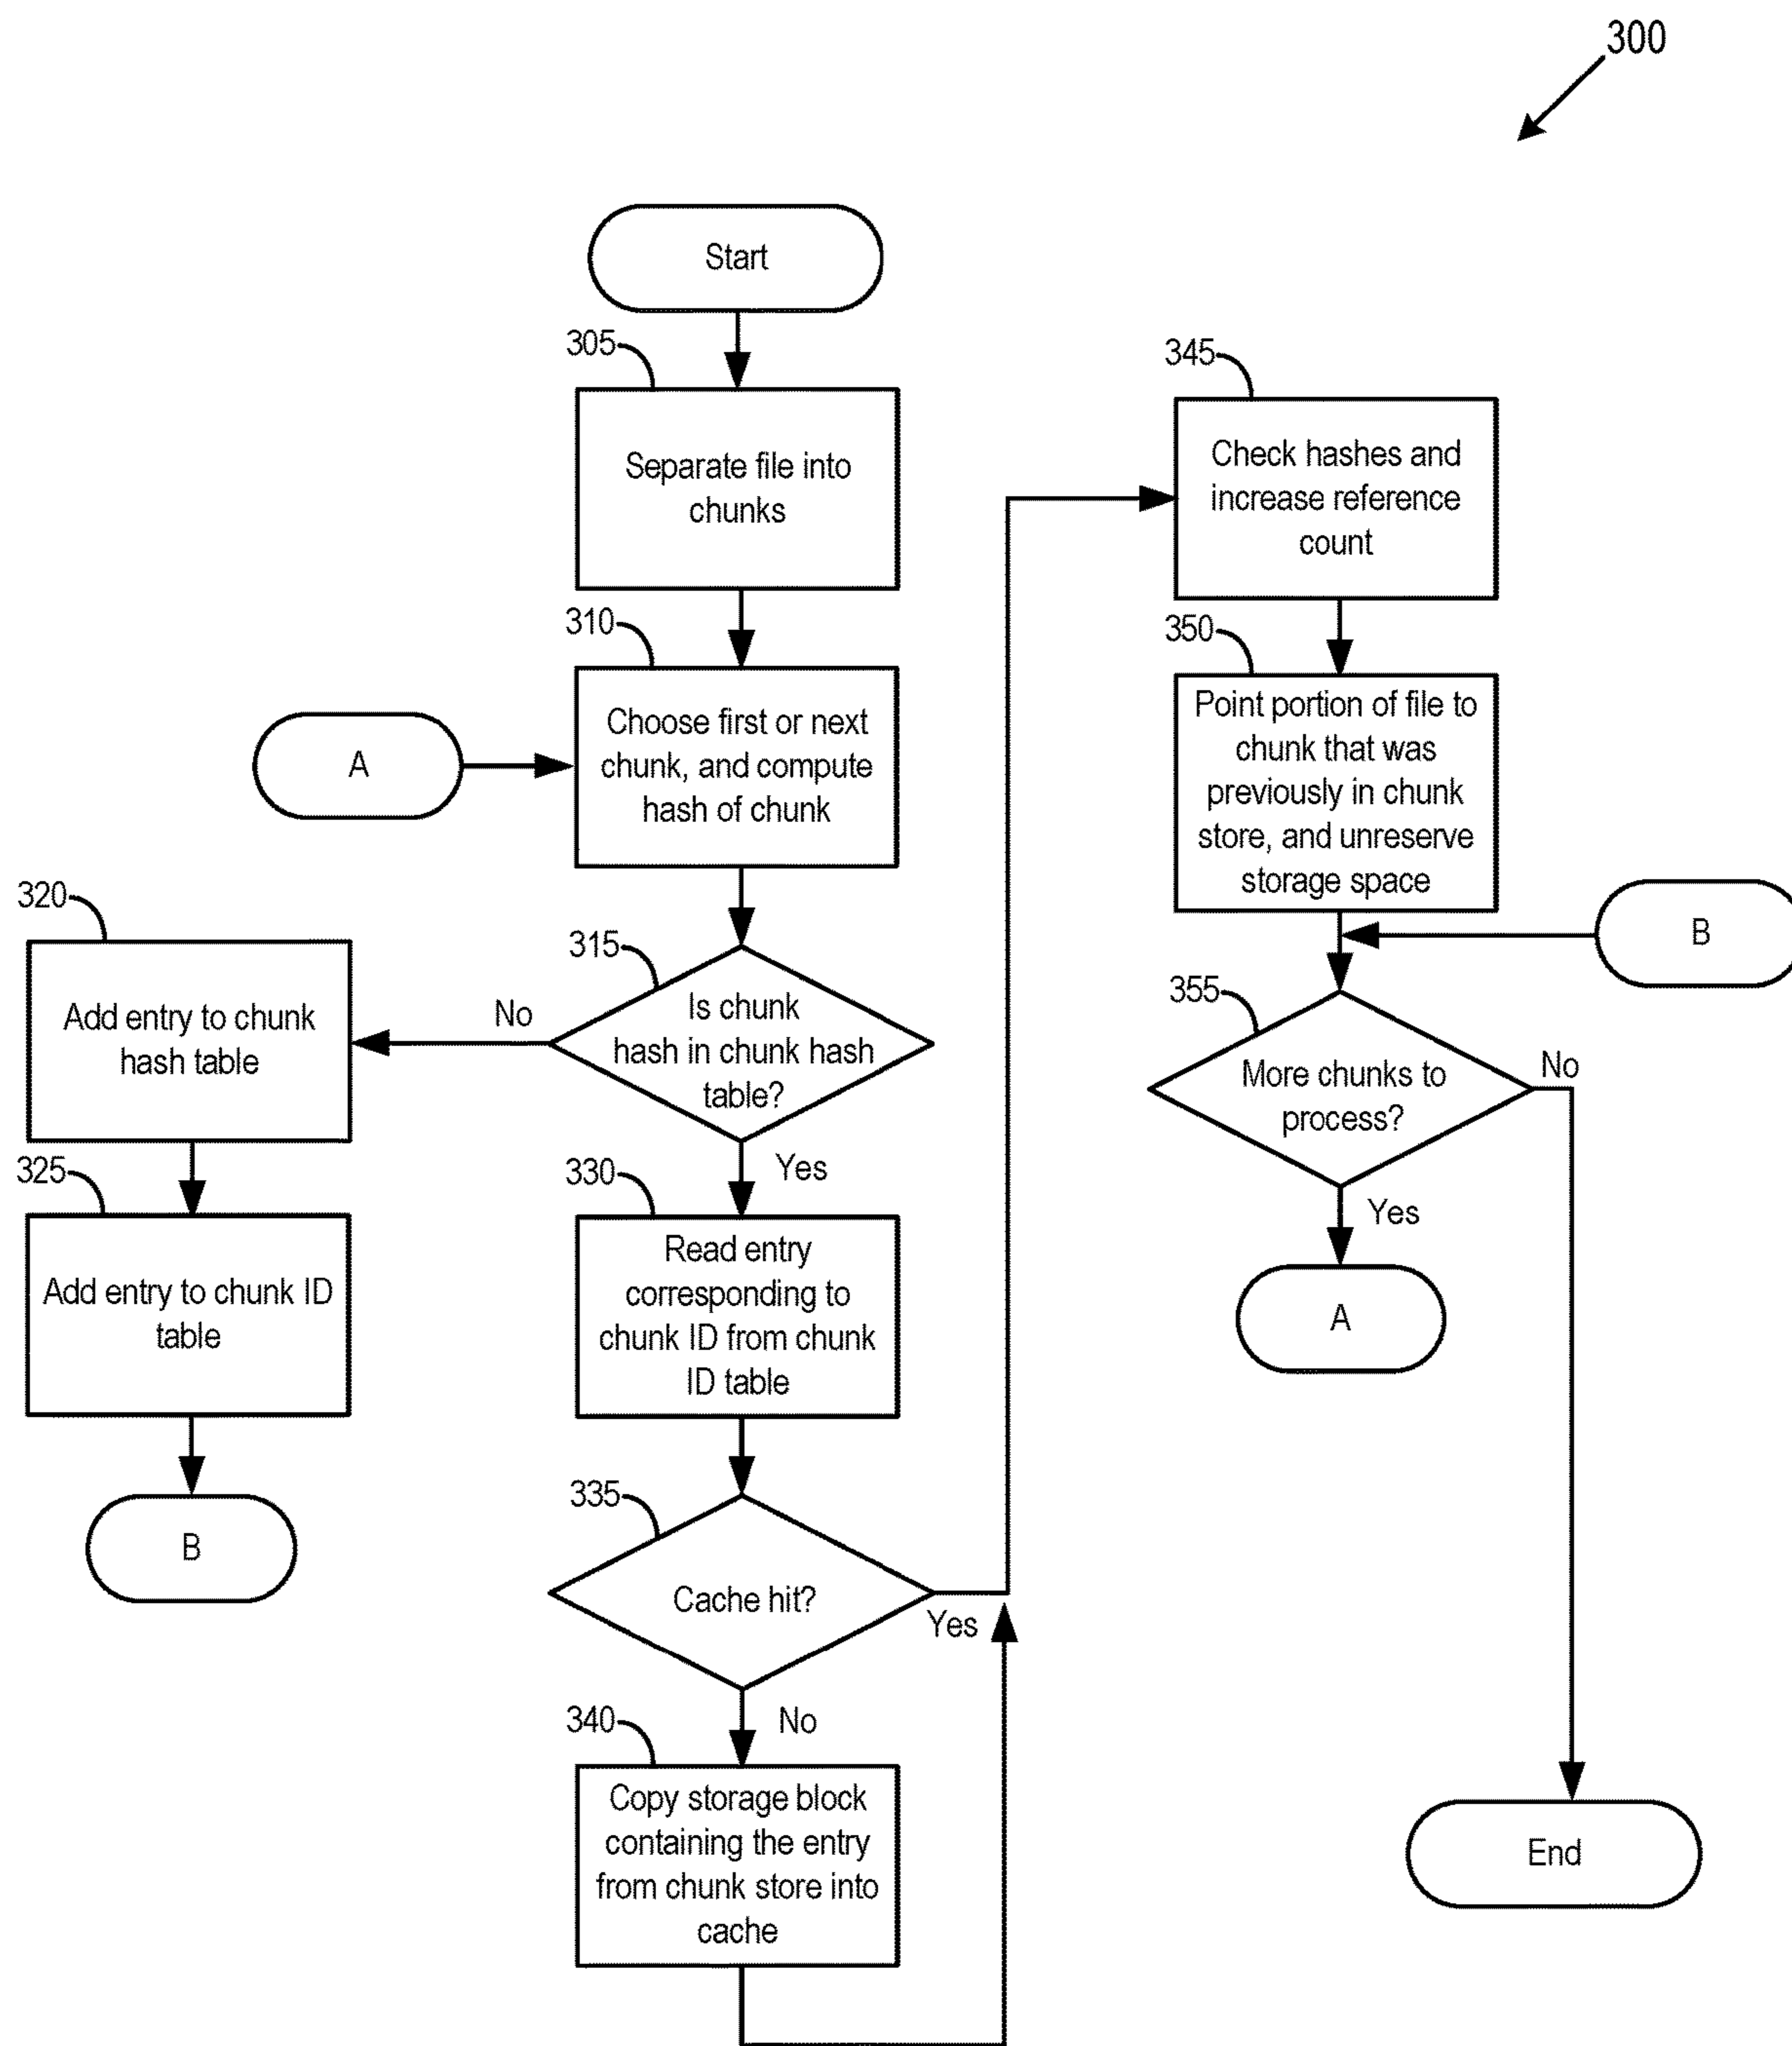 300
Start
305
Separate file into
chunks
310
Choose first or next
chunk, and compute
hash of chunk
A
315
Is chunk
hash in chunk hash
table?
No
Yes
320
Add entry to chunk
hash table
325
Add entry to chunk ID
table
B
330
Read entry
corresponding to
chunk ID from chunk
ID table
335
Cache hit?
Yes
No
340
Copy storage block
containing the entry
from chunk store into
cache
345
Check hashes and
increase reference
count
350
Point portion of file to
chunk that was
previously in chunk
store, and unreserve
storage space
B
355
More chunks to
process?
No
Yes
A
End